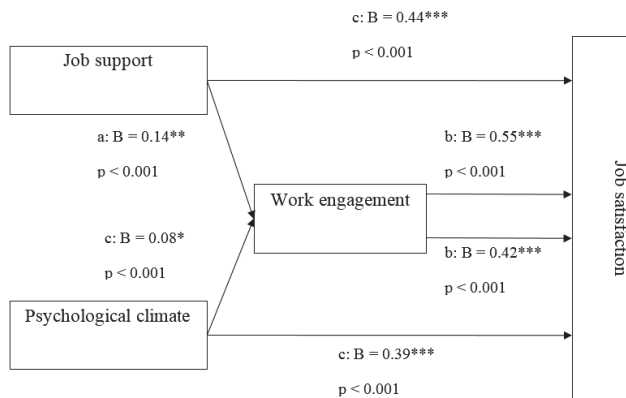 c: B = 0.44***
p < 0.001
Job support
a: B = 0.14**
p < 0.001
b: B = 0.55***
p < 0.001
Work engagement
Job satisfaction
c: B = 0.08*
p < 0.001
b: B = 0.42***
p < 0.001
Psychological climate
c: B = 0.39***
p < 0.001